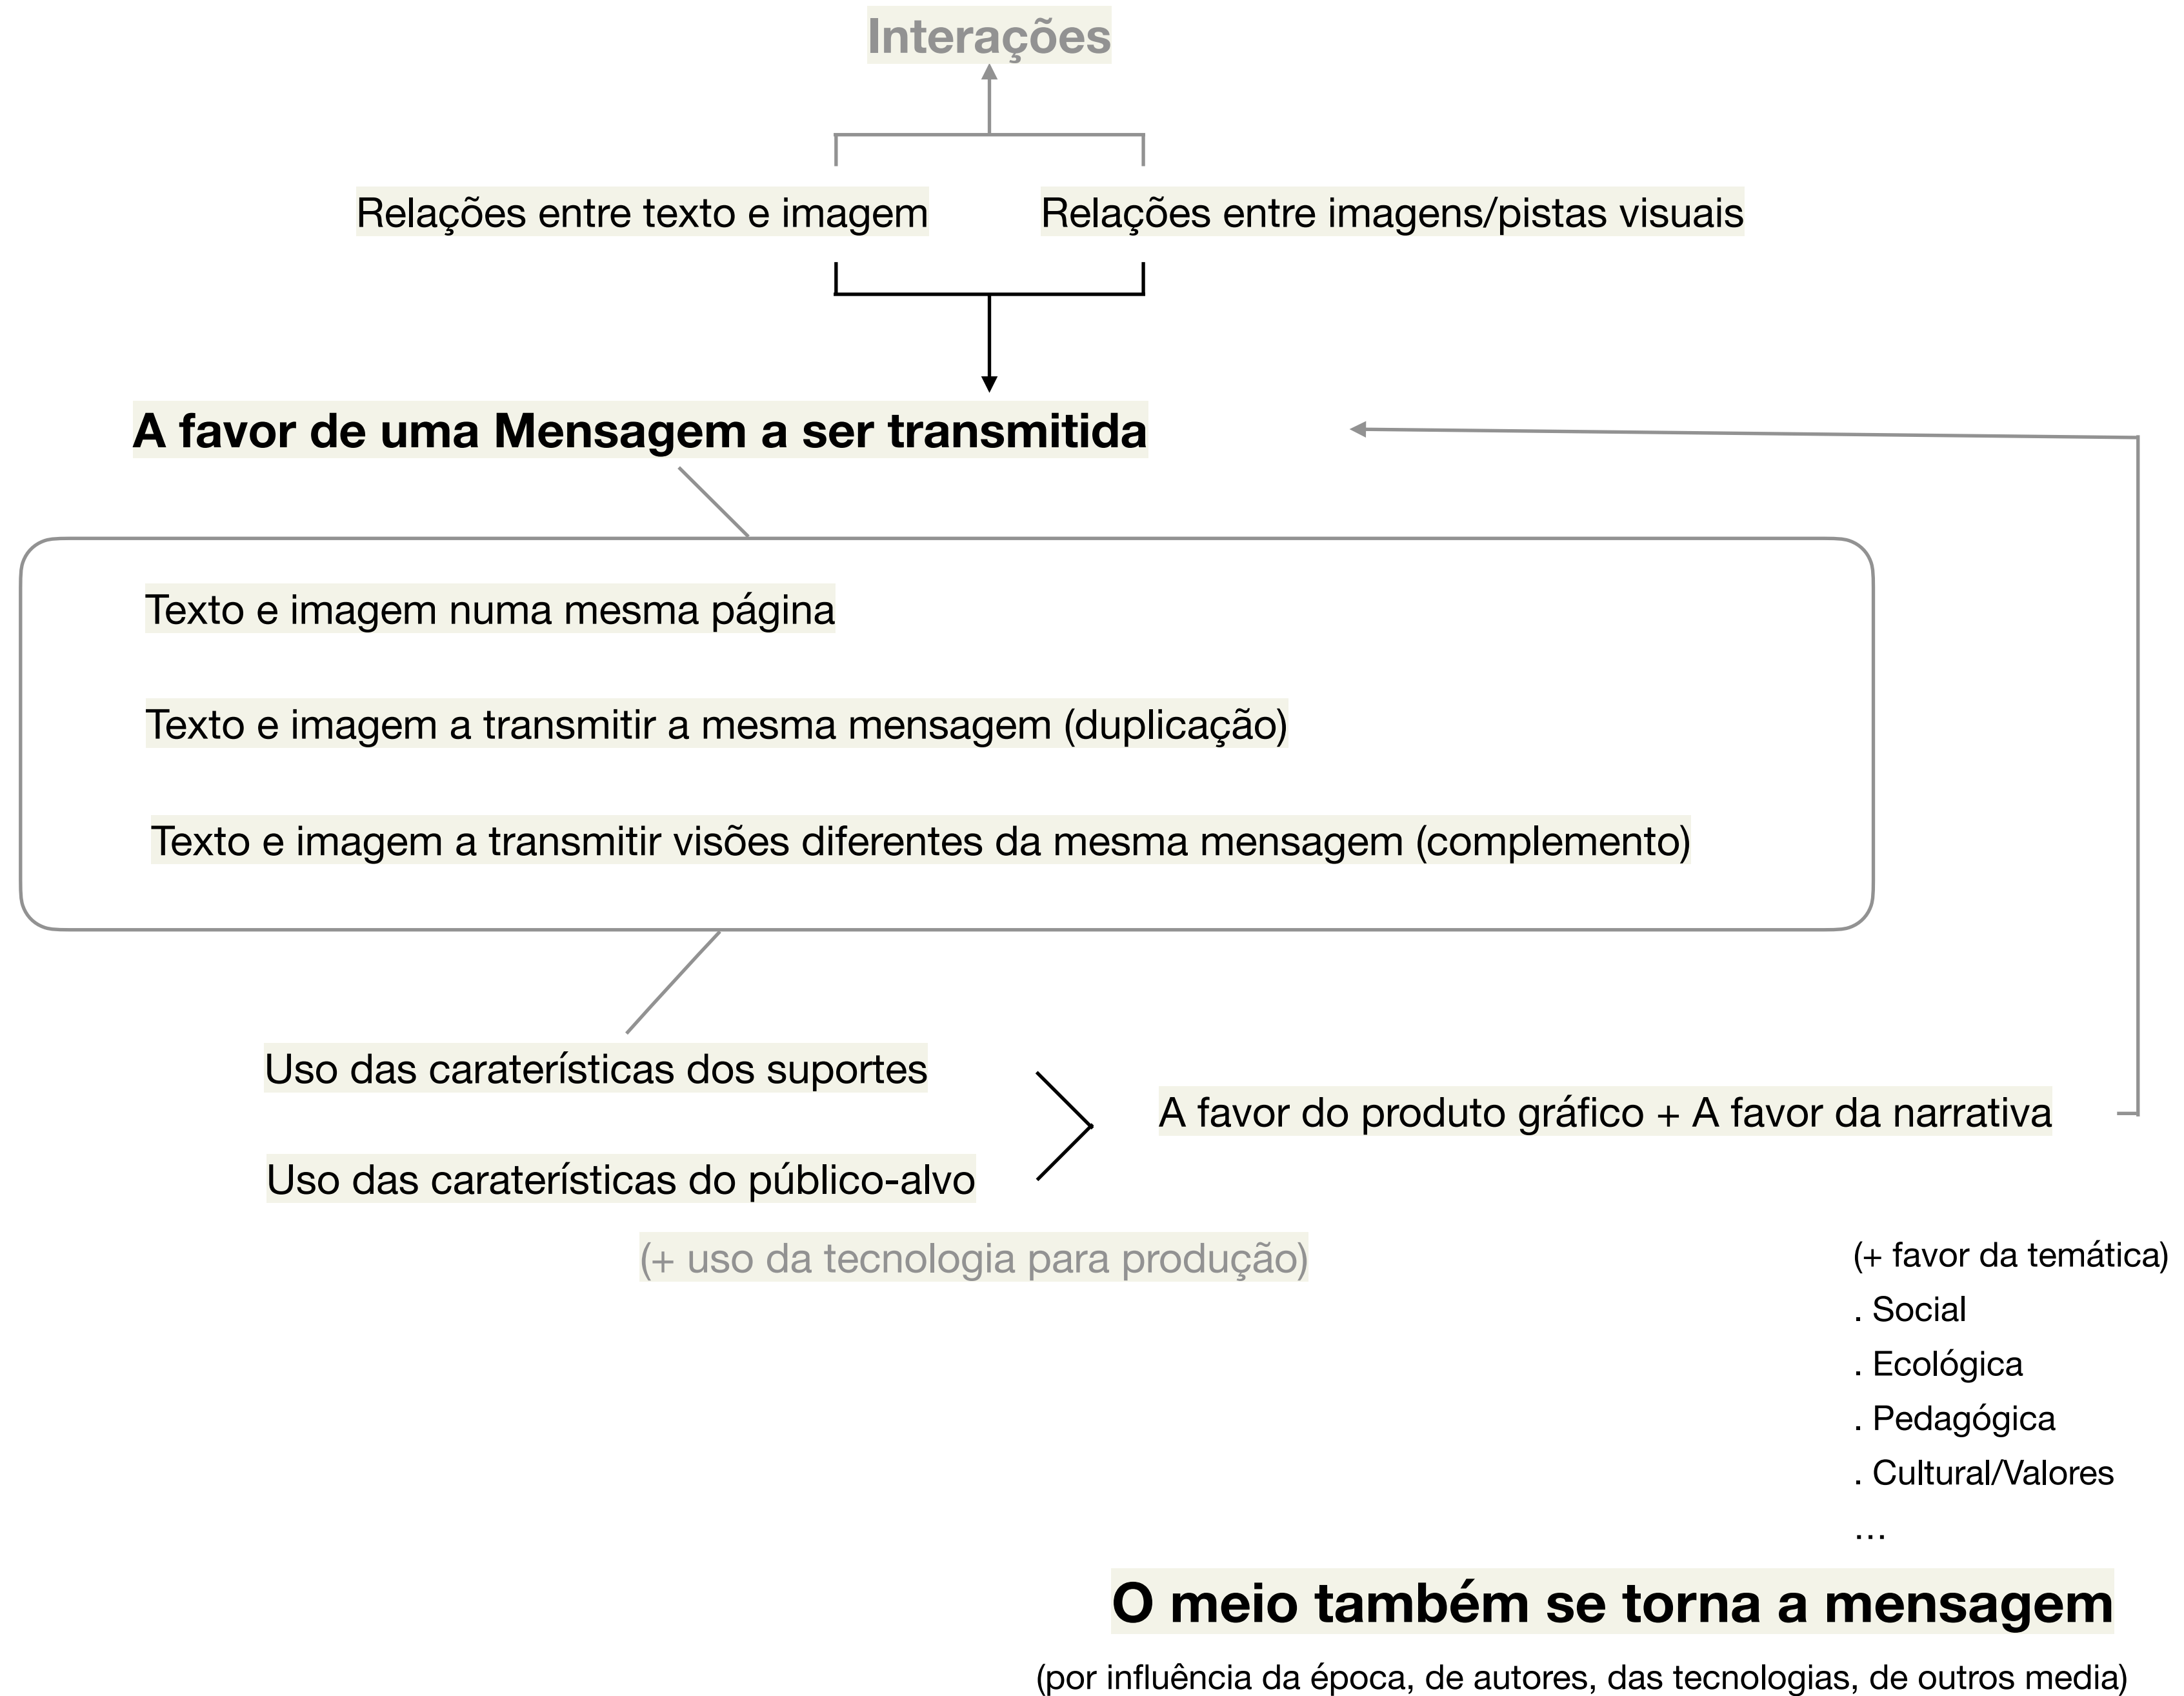 Interações
Relações entre texto e imagem
Relações entre imagens/pistas visuais
A favor de uma Mensagem a ser transmitida
Texto e imagem numa mesma página
Texto e imagem a transmitir a mesma mensagem (duplicação)
Texto e imagem a transmitir visões diferentes da mesma mensagem (complemento)
Uso das caraterísticas dos suportes
Uso das caraterísticas do público-alvo
(+ uso da tecnologia para produção)
A favor do produto gráfico + A favor da narrativa
(+ favor da temática)
. Social
. Ecológica
. Pedagógica
. Cultural/Valores
...
O meio também se torna a mensagem
(por influência da época, de autores, das tecnologias, de outros media)